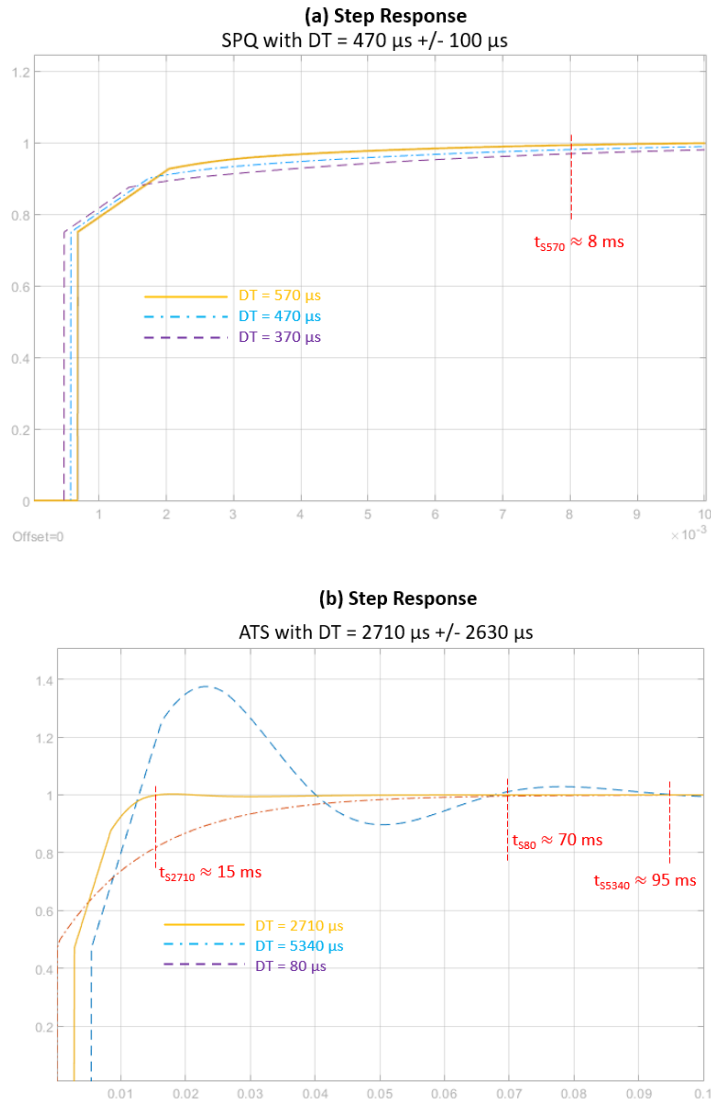 (a) Step Response
SPQ with DT = 470 µs +/- 100 µs
1.2
1
0.8
0.6
0.4
0.2
0
t_S570 ≈ 8 ms
DT = 570 µs
DT = 470 µs
DT = 370 µs
1 2 3 4 5 6 7 8 9 10
Offset=0 ×10⁻³
(b) Step Response
ATS with DT = 2710 µs +/- 2630 µs
1.4
1.2
1
0.8
0.6
0.4
0.2
t_S80 ≈ 70 ms
t_S2710 ≈ 15 ms
t_S5340 ≈ 95 ms
DT = 2710 µs
DT = 5340 µs
DT = 80 µs
0.01 0.02 0.03 0.04 0.05 0.06 0.07 0.08 0.09 0.1